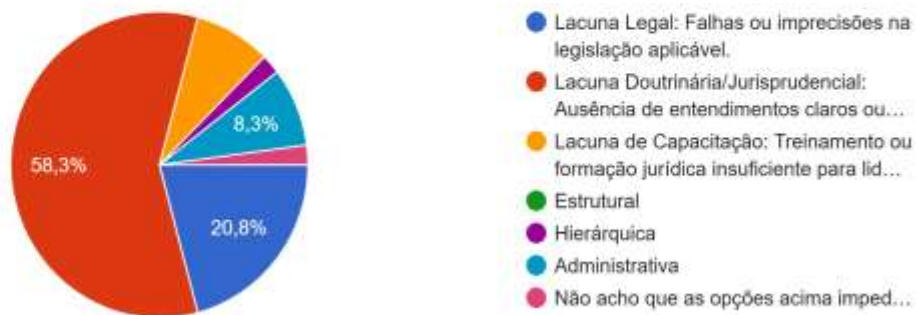 58,3%
8,3%
20,8%
Lacuna Legal: Falhas ou imprecisões na
legislação aplicável.
Lacuna Doutrinária/Jurisprudencial:
Ausência de entendimentos claros ou…
Lacuna de Capacitação: Treinamento ou
formação jurídica insuficiente para lid…
Estrutural
Hierárquica
Administrativa
Não acho que as opções acima imped…